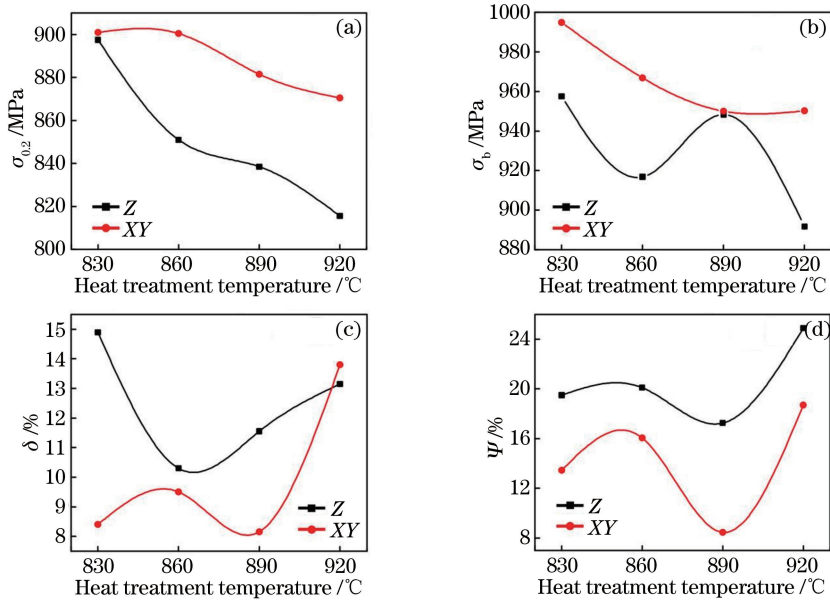 (a)
900
880
860
840
820
800
σ0.2 /MPa
Z
XY
830 860 890 920
Heat treatment temperature /℃
(b)
1000
980
960
940
920
900
880
σb /MPa
Z
XY
830 860 890 920
Heat treatment temperature /℃
(c)
15
14
13
12
11
10
9
8
δ /%
Z
XY
830 860 890 920
Heat treatment temperature /℃
(d)
24
20
16
12
8
Ψ /%
Z
XY
830 860 890 920
Heat treatment temperature /℃